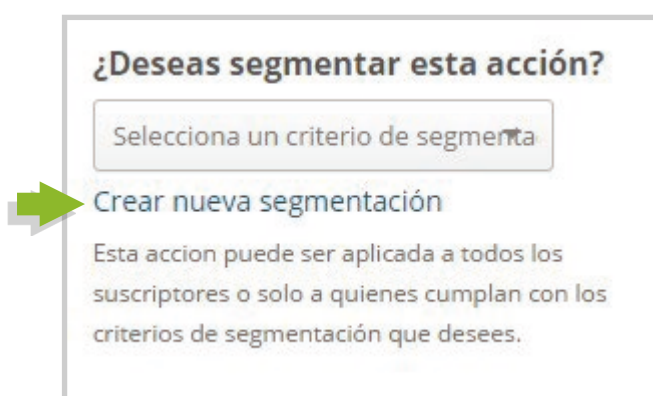 ¿Deseas segmentar esta acción?
Selecciona un criterio de segmenta
Crear nueva segmentación
Esta accion puede ser aplicada a todos los
suscriptores o solo a quienes cumplan con los
criterios de segmentación que desees.